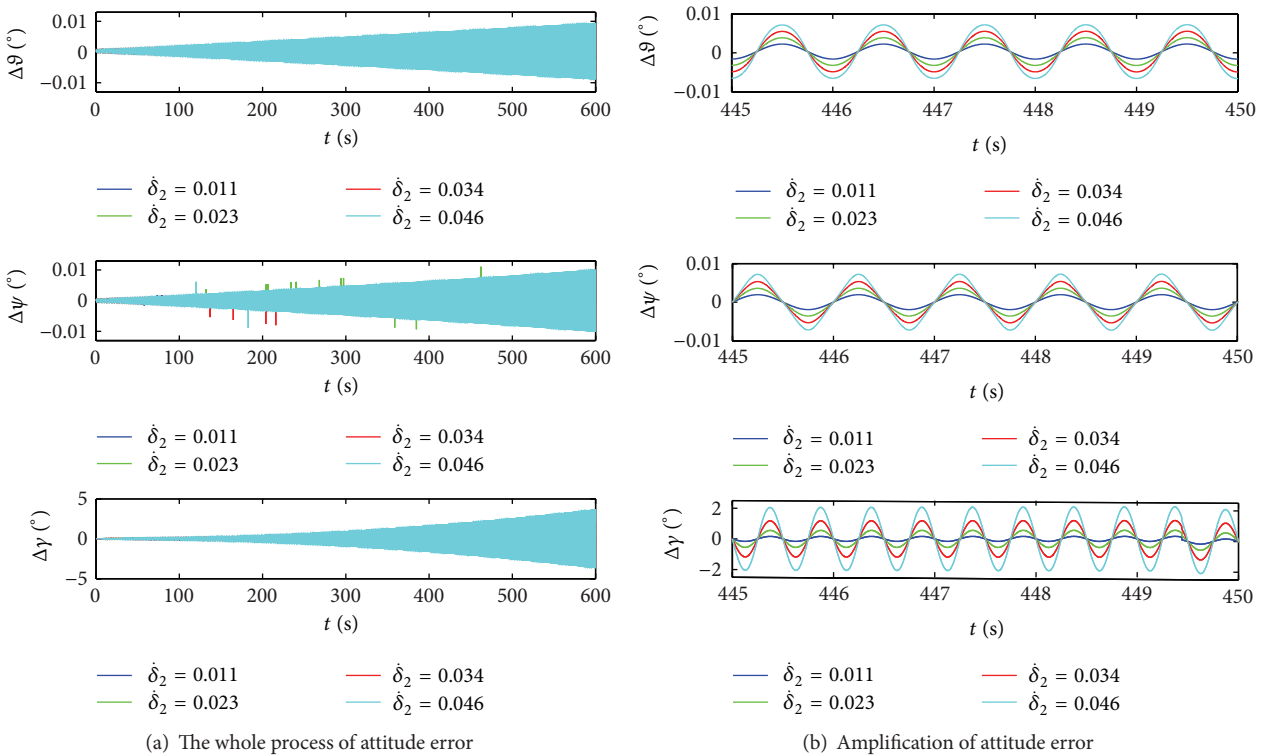 0.01
0
−0.01
Δϑ (°)
0 100 200 300 400 500 600
t (s)
δ̇₂ = 0.011 δ̇₂ = 0.034
δ̇₂ = 0.023 δ̇₂ = 0.046
0.01
0
−0.01
Δψ (°)
0 100 200 300 400 500 600
t (s)
δ̇₂ = 0.011 δ̇₂ = 0.034
δ̇₂ = 0.023 δ̇₂ = 0.046
5
0
−5
Δγ (°)
0 100 200 300 400 500 600
t (s)
δ̇₂ = 0.011 δ̇₂ = 0.034
δ̇₂ = 0.023 δ̇₂ = 0.046
(a) The whole process of attitude error
0.01
0
−0.01
Δϑ (°)
445 446 447 448 449 450
t (s)
δ̇₂ = 0.011 δ̇₂ = 0.034
δ̇₂ = 0.023 δ̇₂ = 0.046
0.01
0
−0.01
Δψ (°)
445 446 447 448 449 450
t (s)
δ̇₂ = 0.011 δ̇₂ = 0.034
δ̇₂ = 0.023 δ̇₂ = 0.046
2
0
−2
Δγ (°)
445 446 447 448 449 450
t (s)
δ̇₂ = 0.011 δ̇₂ = 0.034
δ̇₂ = 0.023 δ̇₂ = 0.046
(b) Amplification of attitude error